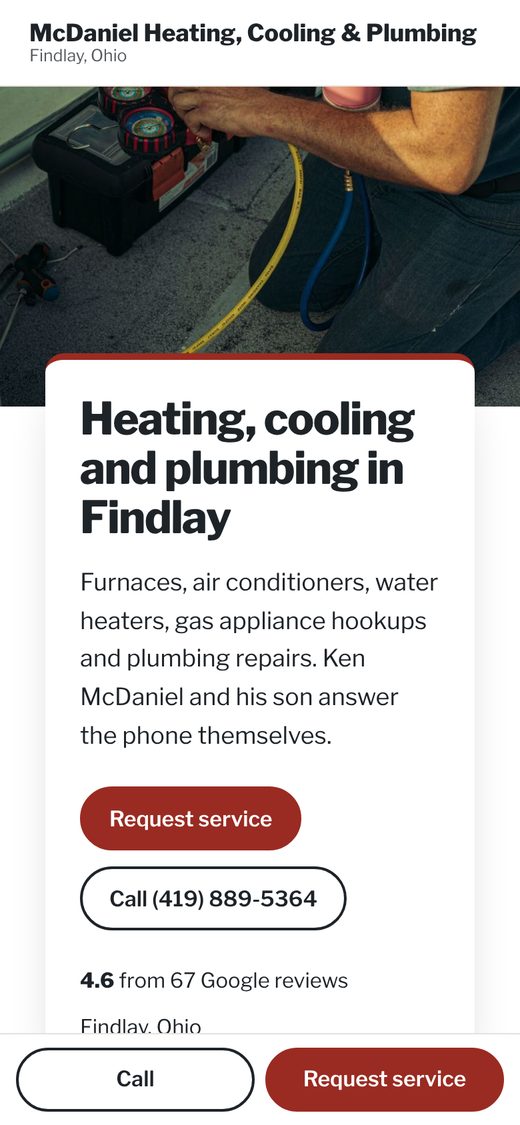 McDaniel Heating, Cooling & Plumbing
Findlay, Ohio
Heating, cooling
and plumbing in
Findlay
Furnaces, air conditioners, water
heaters, gas appliance hookups
and plumbing repairs. Ken
McDaniel and his son answer
the phone themselves.
Request service
Call (419) 889-5364
4.6 from 67 Google reviews
Findlay, Ohio
Call
Request service